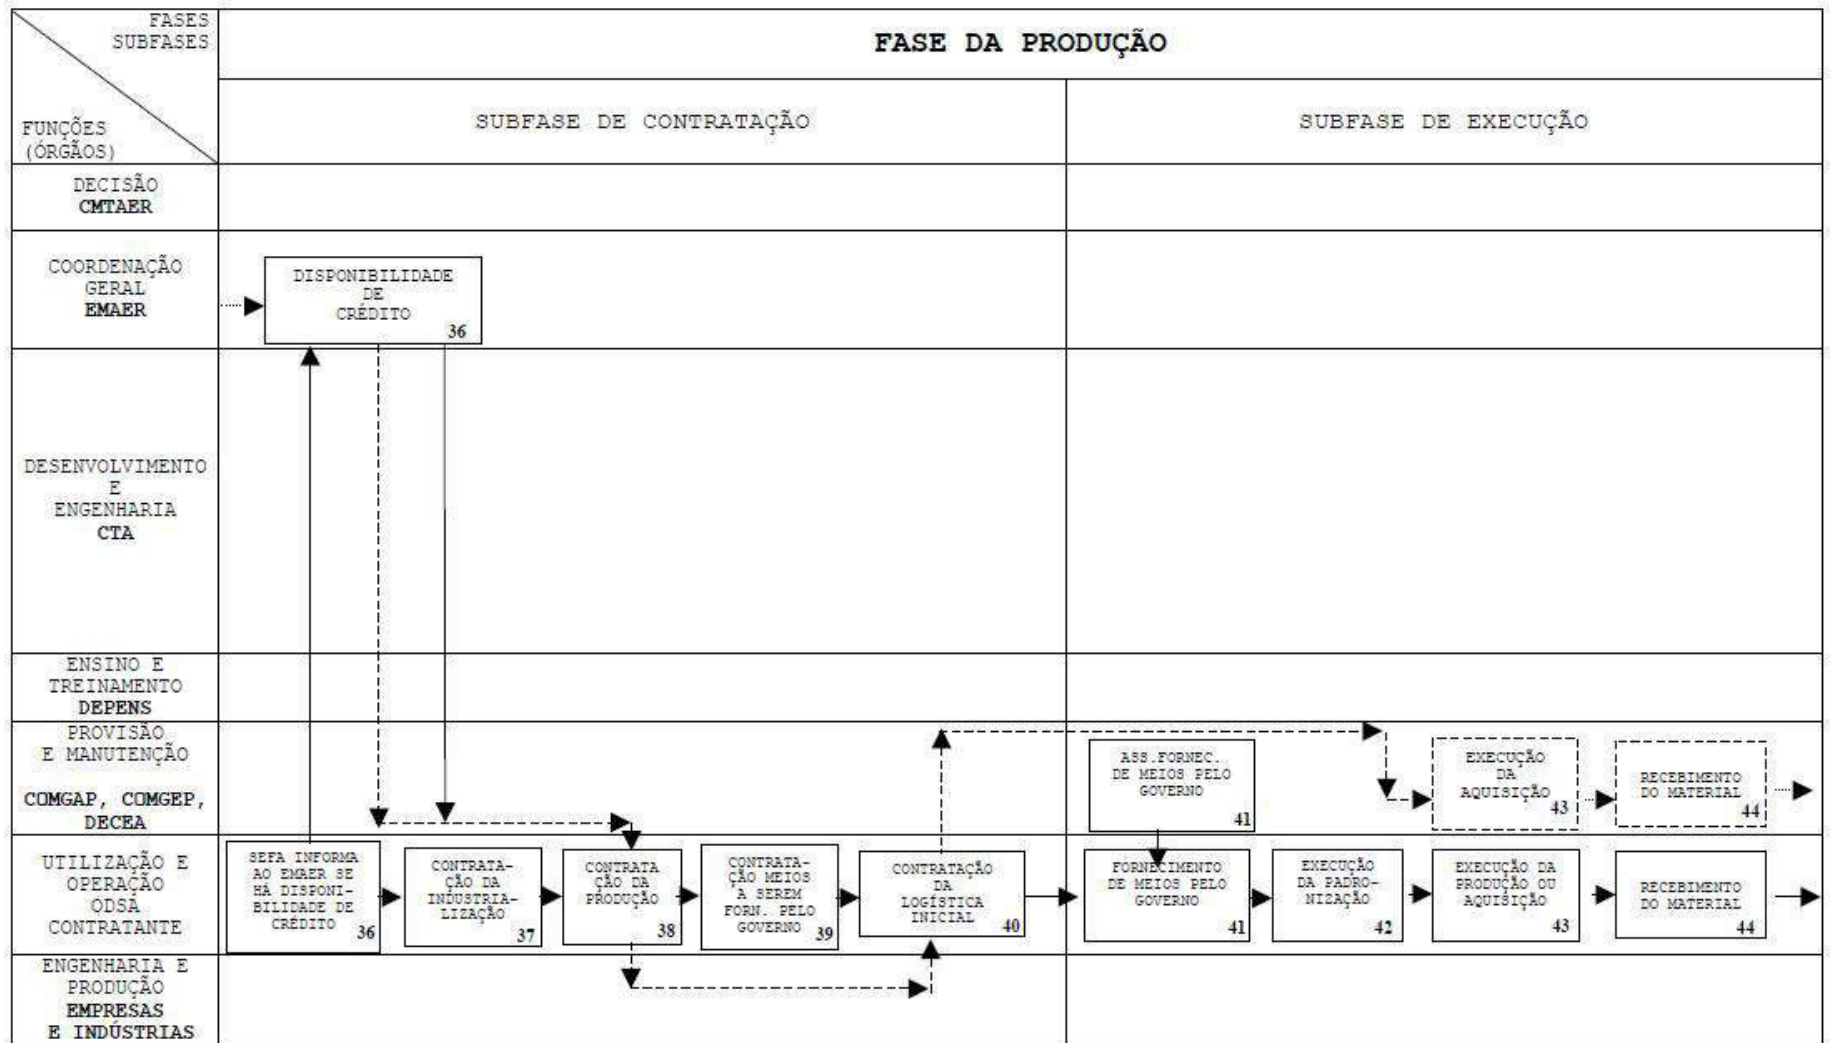 FASES
SUBFASES
FUNÇÕES
(ÓRGÃOS)
FASE DA PRODUÇÃO
SUBFASE DE CONTRATAÇÃO
SUBFASE DE EXECUÇÃO
DECISÃO
CMTAER
COORDENAÇÃO
GERAL
EMAER
DISPONIBILIDADE
DE
CRÉDITO
36
DESENVOLVIMENTO
E
ENGENHARIA
CTA
ENSINO E
TREINAMENTO
DEPENS
PROVISÃO
E MANUTENÇÃO
COMGAP, COMGEP,
DECEA
ASS.FORNEC.
DE MEIOS PELO
GOVERNO
41
EXECUÇÃO
DA
AQUISIÇÃO
43
RECEBIMENTO
DO MATERIAL
44
UTILIZAÇÃO E
OPERAÇÃO
ODSA
CONTRATANTE
SEFA INFORMA
AO EMAER SE
HÁ DISPONI-
BILIDADE DE
CRÉDITO
36
CONTRATA-
ÇÃO DA
INDUSTRIA-
LIZAÇÃO
37
CONTRATA
ÇÃO DA
PRODUÇÃO
38
CONTRATA-
ÇÃO MEIOS
A SEREM
FORN. PELO
GOVERNO
39
CONTRATAÇÃO
DA
LOGÍSTICA
INICIAL
40
FORNECIMENTO
DE MEIOS PELO
GOVERNO
41
EXECUÇÃO
DA PADRO-
NIZAÇÃO
42
EXECUÇÃO DA
PRODUÇÃO OU
AQUISIÇÃO
43
RECEBIMENTO
DO MATERIAL
44
ENGENHARIA E
PRODUÇÃO
EMPRESAS
E INDÚSTRIAS